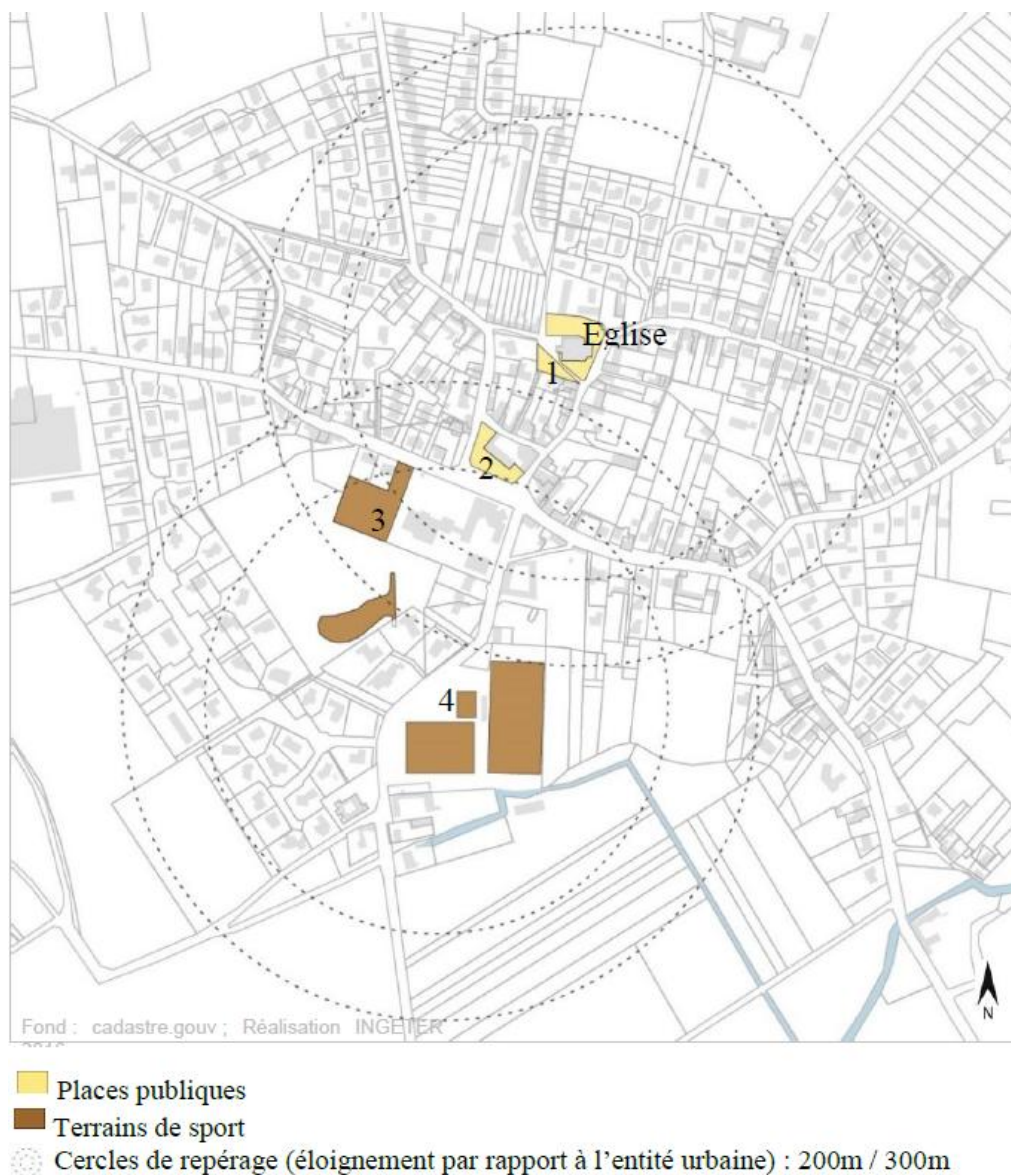 Eglise
1
2
3
4
N
Fond : cadastre.gouv ; Réalisation INGETER
2016
Places publiques
Terrains de sport
Cercles de repérage (éloignement par rapport à l'entité urbaine) : 200m / 300m